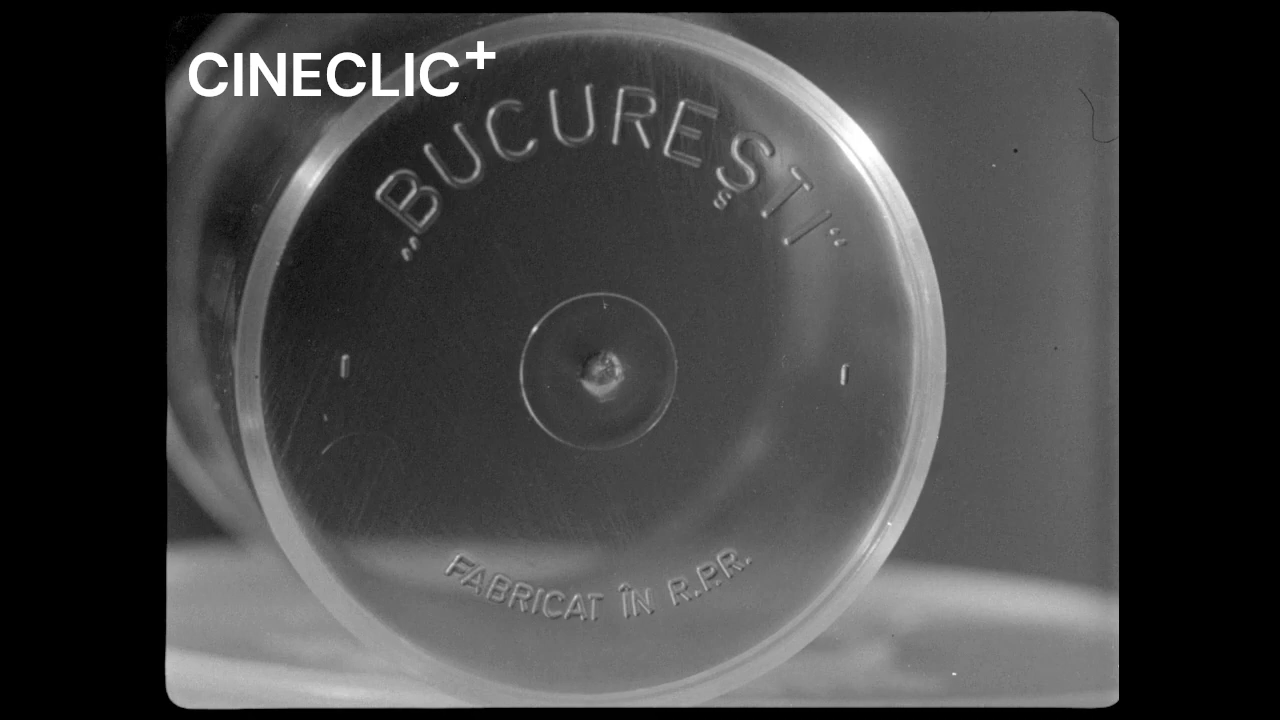 CINECLIC+
„BUCUREȘTI“
FABRICAT ÎN R.P.R.